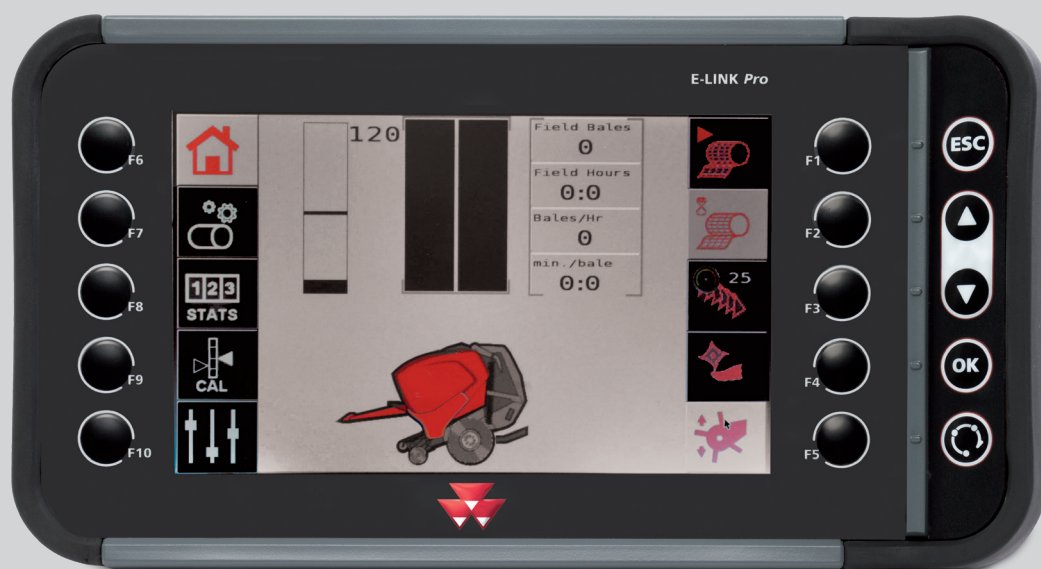 E-LINK Pro
F6
F7
F8
F9
F10
123
STATS
CAL
120
Field Bales
0
Field Hours
0:0
Bales/Hr
0
min./bale
0:0
25
F1
F2
F3
F4
F5
ESC
OK